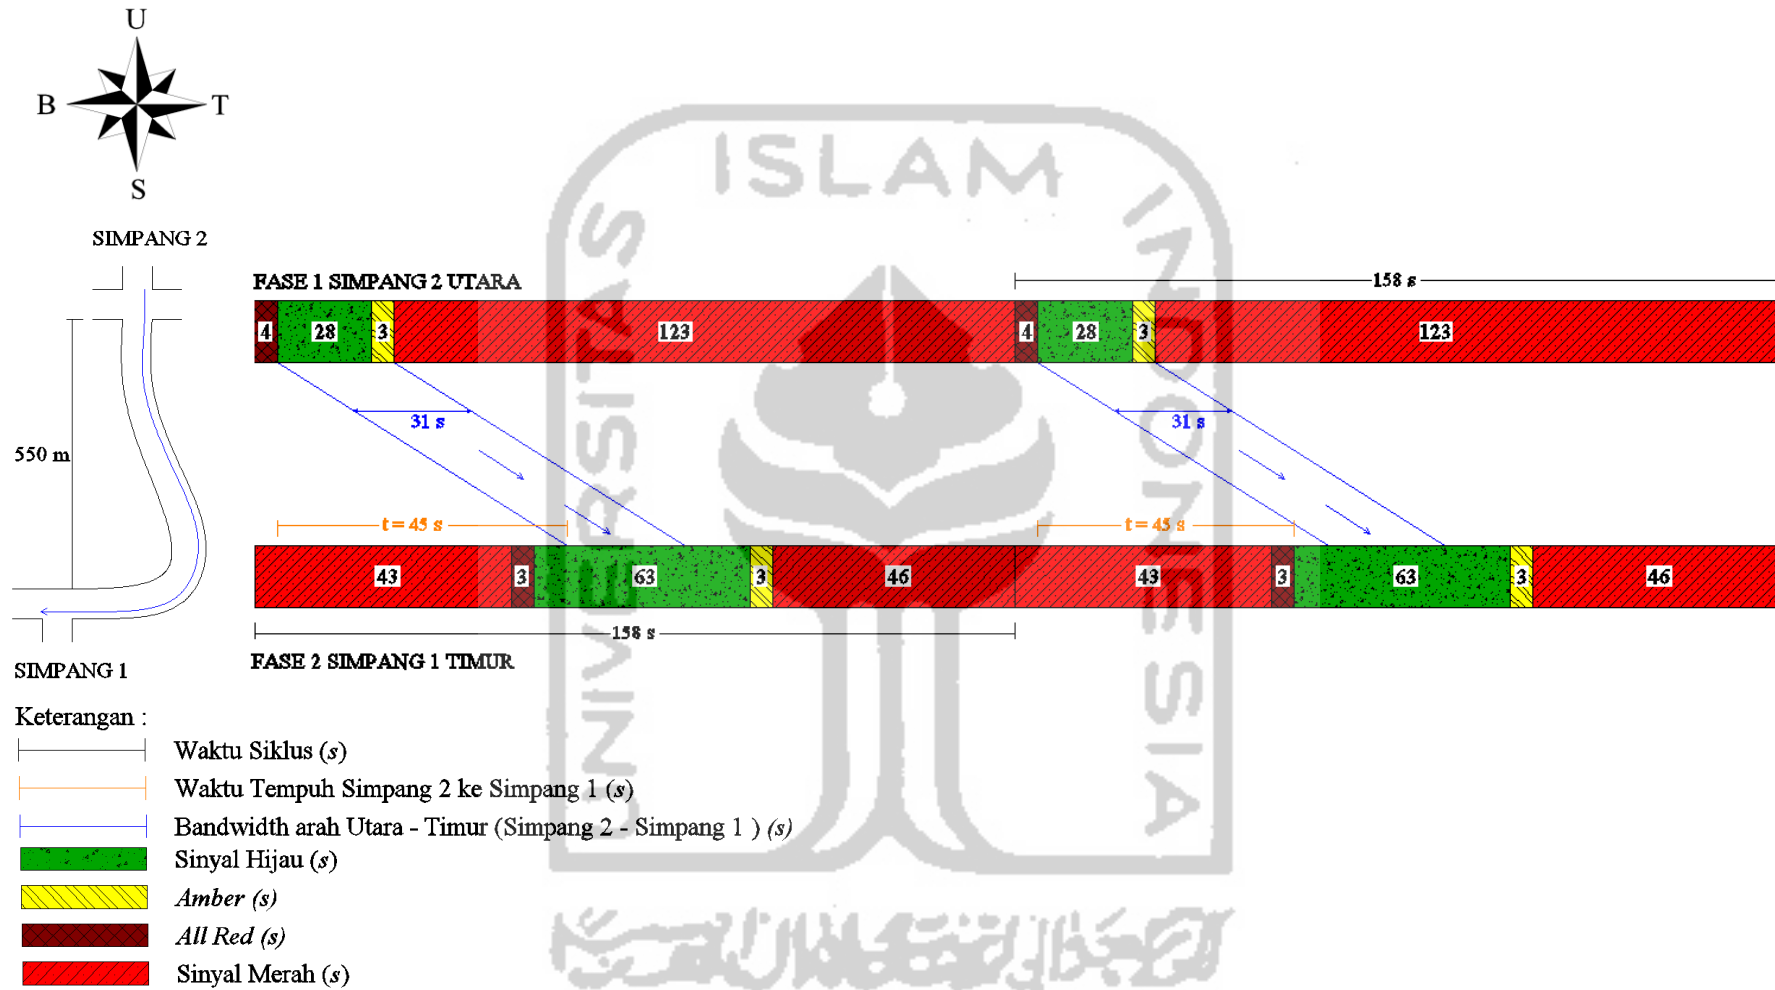 U
B T
S
SIMPANG 2
550 m
SIMPANG 1
FASE 1 SIMPANG 2 UTARA
158 s
4 28 3 123 4 28 3 123
31 s 31 s
t = 45 s t = 45 s
43 3 63 3 46 43 3 63 3 46
158 s
FASE 2 SIMPANG 1 TIMUR
Keterangan :
Waktu Siklus (s)
Waktu Tempuh Simpang 2 ke Simpang 1 (s)
Bandwidth arah Utara - Timur (Simpang 2 - Simpang 1 ) (s)
Sinyal Hijau (s)
Amber (s)
All Red (s)
Sinyal Merah (s)
UNIVERSITAS
ISLAM
INDONESIA